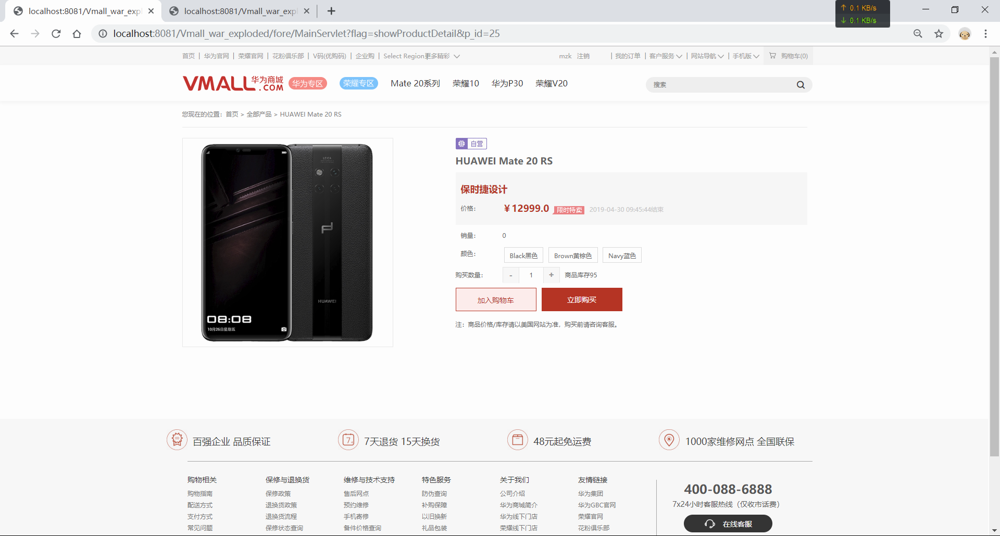 localhost:8081/Vmall_war_expl
localhost:8081/Vmall_war_exp
0.1 KB/s
0.1 KB/s
localhost:8081/Vmall_war_exploded/fore/MainServlet?flag=showProductDetail&p_id=25
首页 | 华为官网 | 荣耀官网 | 花粉俱乐部 | V码(优购码) | 企业购 | Select Region更多精彩
mzk 注销 | 我的订单 | 客户服务 | 网站导航 | 手机版 购物车(0)
VMALL华为商城.COM 华为专区 荣耀专区 Mate 20系列 荣耀10 华为P30 荣耀V20 搜索
您现在的位置：首页 > 全部产品 > HUAWEI Mate 20 RS
LEICA
HUAWEI
08:08
10月26日星期五
自营
HUAWEI Mate 20 RS
保时捷设计
价格： ￥12999.0 限时特卖 2019-04-30 09:45:44结束
销量： 0
颜色： Black黑色 Brown黄棕色 Navy蓝色
购买数量： - 1 + 商品库存95
加入购物车 立即购买
注：商品价格/库存请以美国网站为准，购买前请咨询客服。
百强企业 品质保证 7天退货 15天换货 48元起免运费 1000家维修网点 全国联保
购物相关 保修与退换货 维修与技术支持 特色服务 关于我们 友情链接
购物指南 保修政策 售后网点 防伪查询 公司介绍 华为集团
配送方式 退换货政策 预约维修 补购保障 华为商城简介 华为GBC官网
支付方式 退换货流程 手机寄修 以旧换新 华为线下门店 荣耀官网
常见问题 保修状态查询 备件价格查询 礼品包装 荣耀线下门店 花粉俱乐部
400-088-6888
7x24小时客服热线（仅收市话费）
在线客服